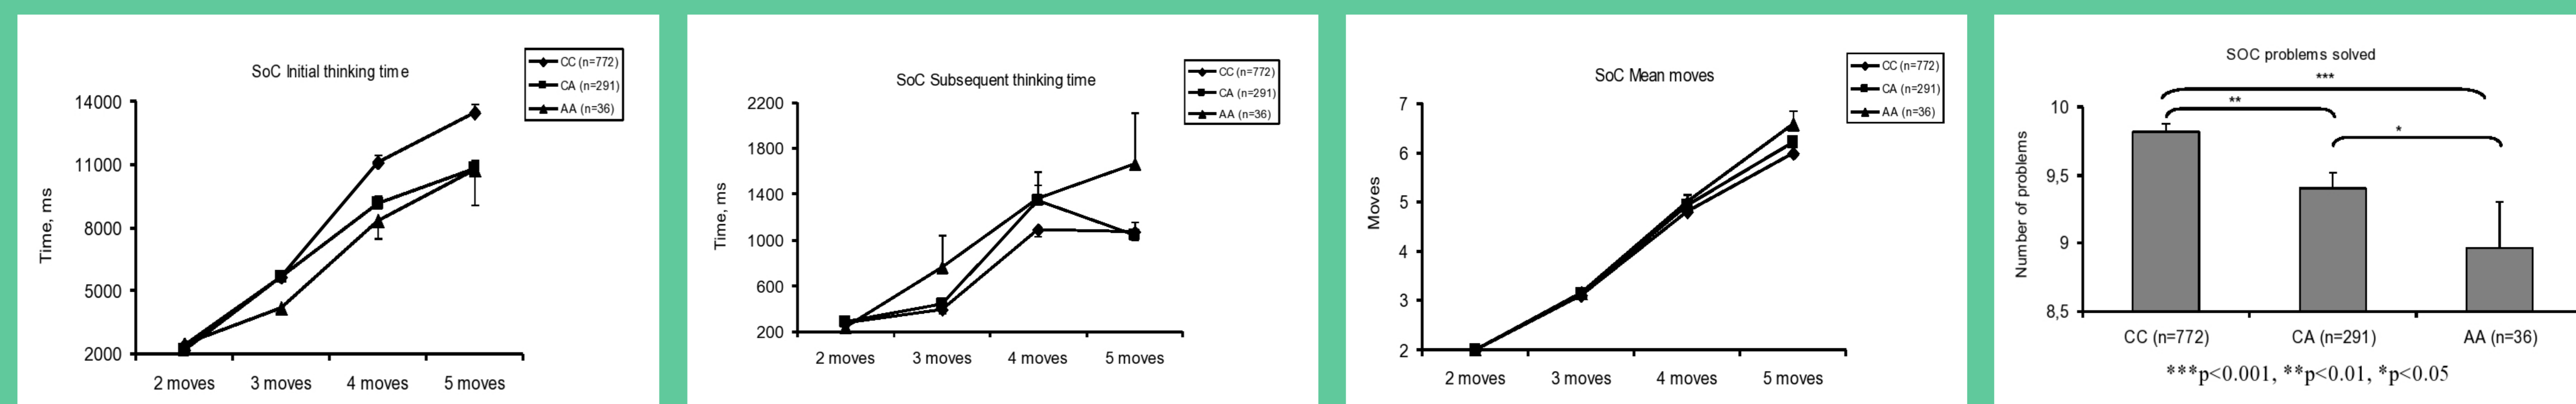 SoC Initial thinking time
CC (n=772)
CA (n=291)
AA (n=36)
14000
11000
8000
5000
2000
Time, ms
2 moves 3 moves 4 moves 5 moves
SoC Subsequent thinking time
CC (n=772)
CA (n=291)
AA (n=36)
2200
1800
1400
1000
600
200
Time, ms
2 moves 3 moves 4 moves 5 moves
SoC Mean moves
CC (n=772)
CA (n=291)
AA (n=36)
7
6
5
4
3
2
Moves
2 moves 3 moves 4 moves 5 moves
SOC problems solved
***
**
*
10
9,5
9
8,5
Number of problems
CC (n=772) CA (n=291) AA (n=36)
***p<0.001, **p<0.01, *p<0.05